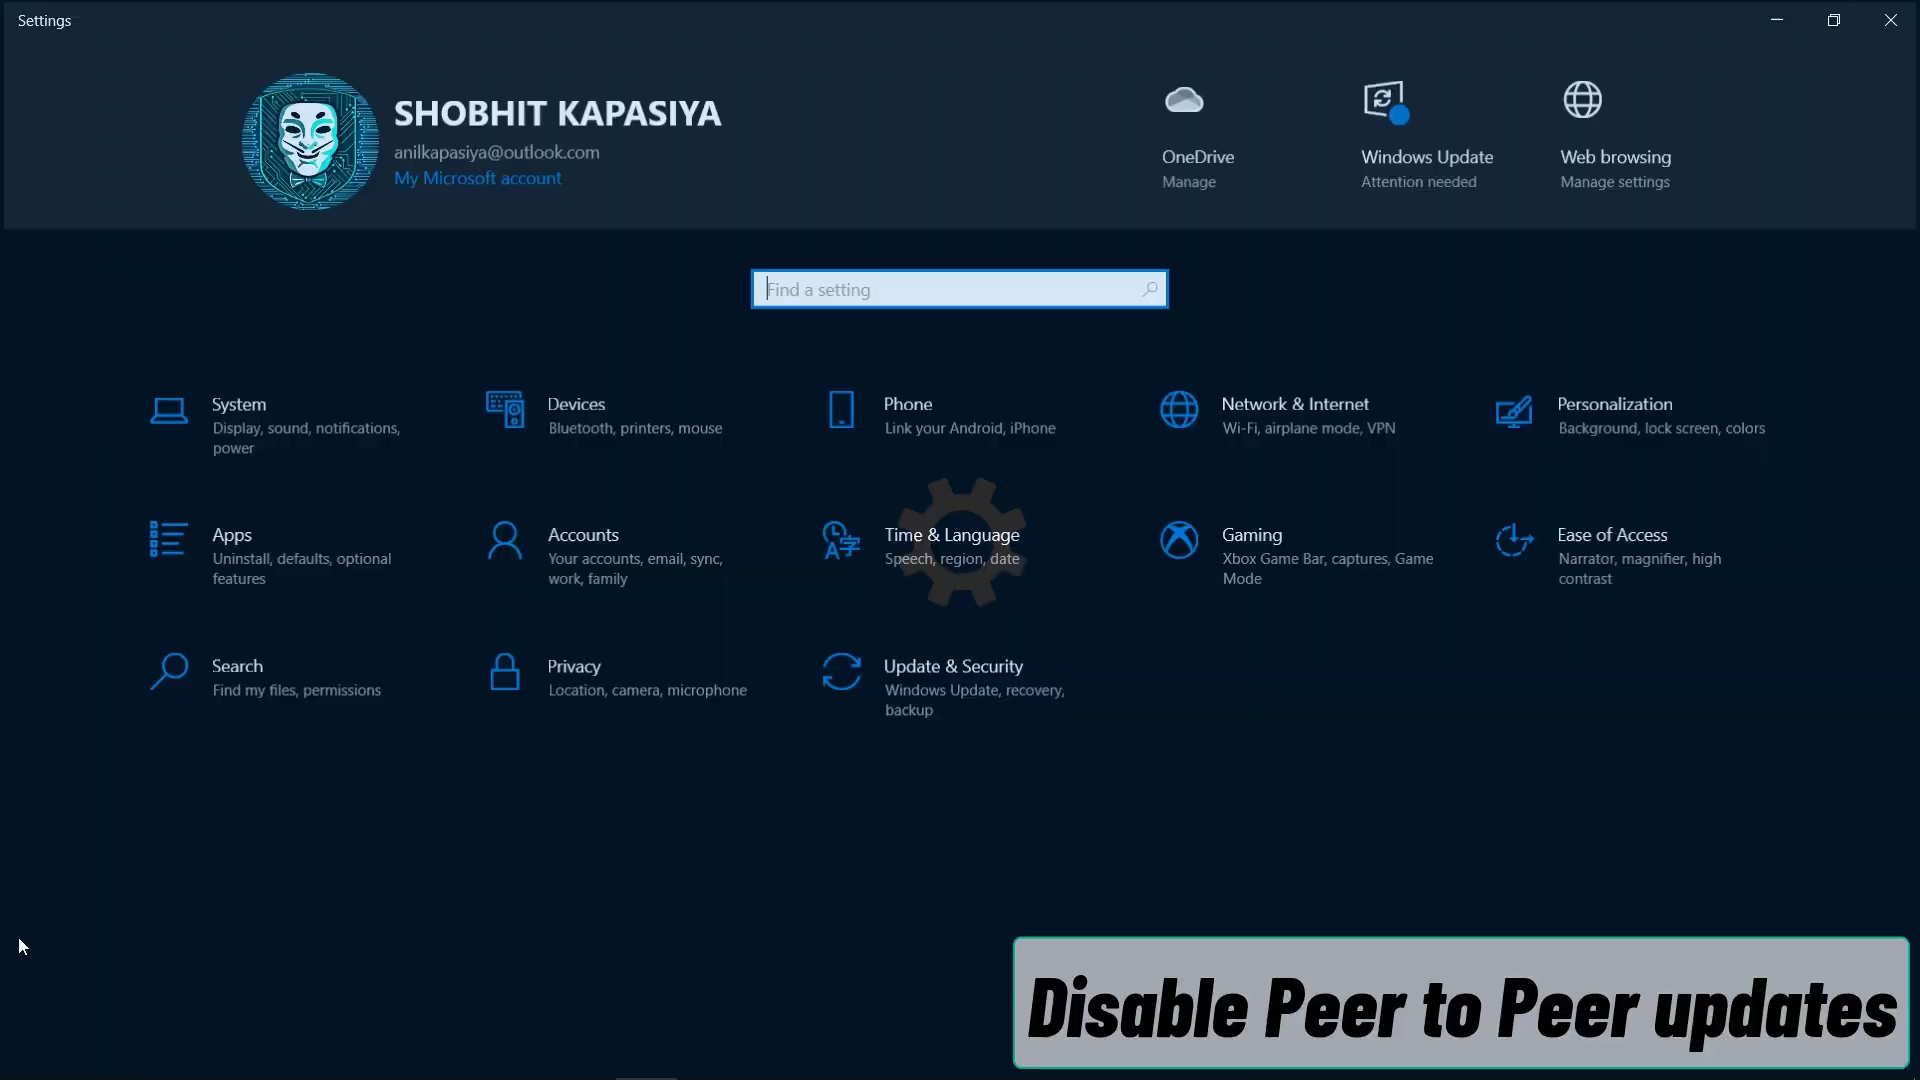 Settings
SHOBHIT KAPASIYA
anilkapasiya@outlook.com
My Microsoft account
OneDrive
Manage
Windows Update
Attention needed
Web browsing
Manage settings
Find a setting
System
Display, sound, notifications,
power
Devices
Bluetooth, printers, mouse
Phone
Link your Android, iPhone
Network & Internet
Wi-Fi, airplane mode, VPN
Personalization
Background, lock screen, colors
Apps
Uninstall, defaults, optional
features
Accounts
Your accounts, email, sync,
work, family
Time & Language
Speech, region, date
Gaming
Xbox Game Bar, captures, Game
Mode
Ease of Access
Narrator, magnifier, high
contrast
Search
Find my files, permissions
Privacy
Location, camera, microphone
Update & Security
Windows Update, recovery,
backup
Disable Peer to Peer updates